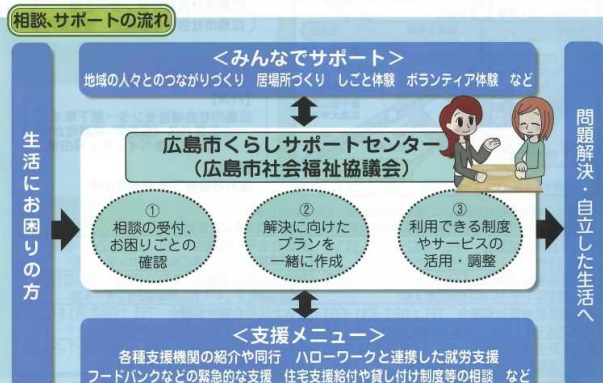 相談、サポートの流れ
＜みんなでサポート＞
地域の人々とのつながりづくり 居場所づくり しごと体験 ボランティア体験 など
生活にお困りの方
広島市くらしサポートセンター
（広島市社会福祉協議会）
①
相談の受付、
お困りごとの
確認
②
解決に向けた
プランを
一緒に作成
③
利用できる制度
やサービスの
活用・調整
問題解決・自立した生活へ
＜支援メニュー＞
各種支援機関の紹介や同行 ハローワークと連携した就労支援
フードバンクなどの緊急的な支援 住宅支援給付や貸し付け制度等の相談 など